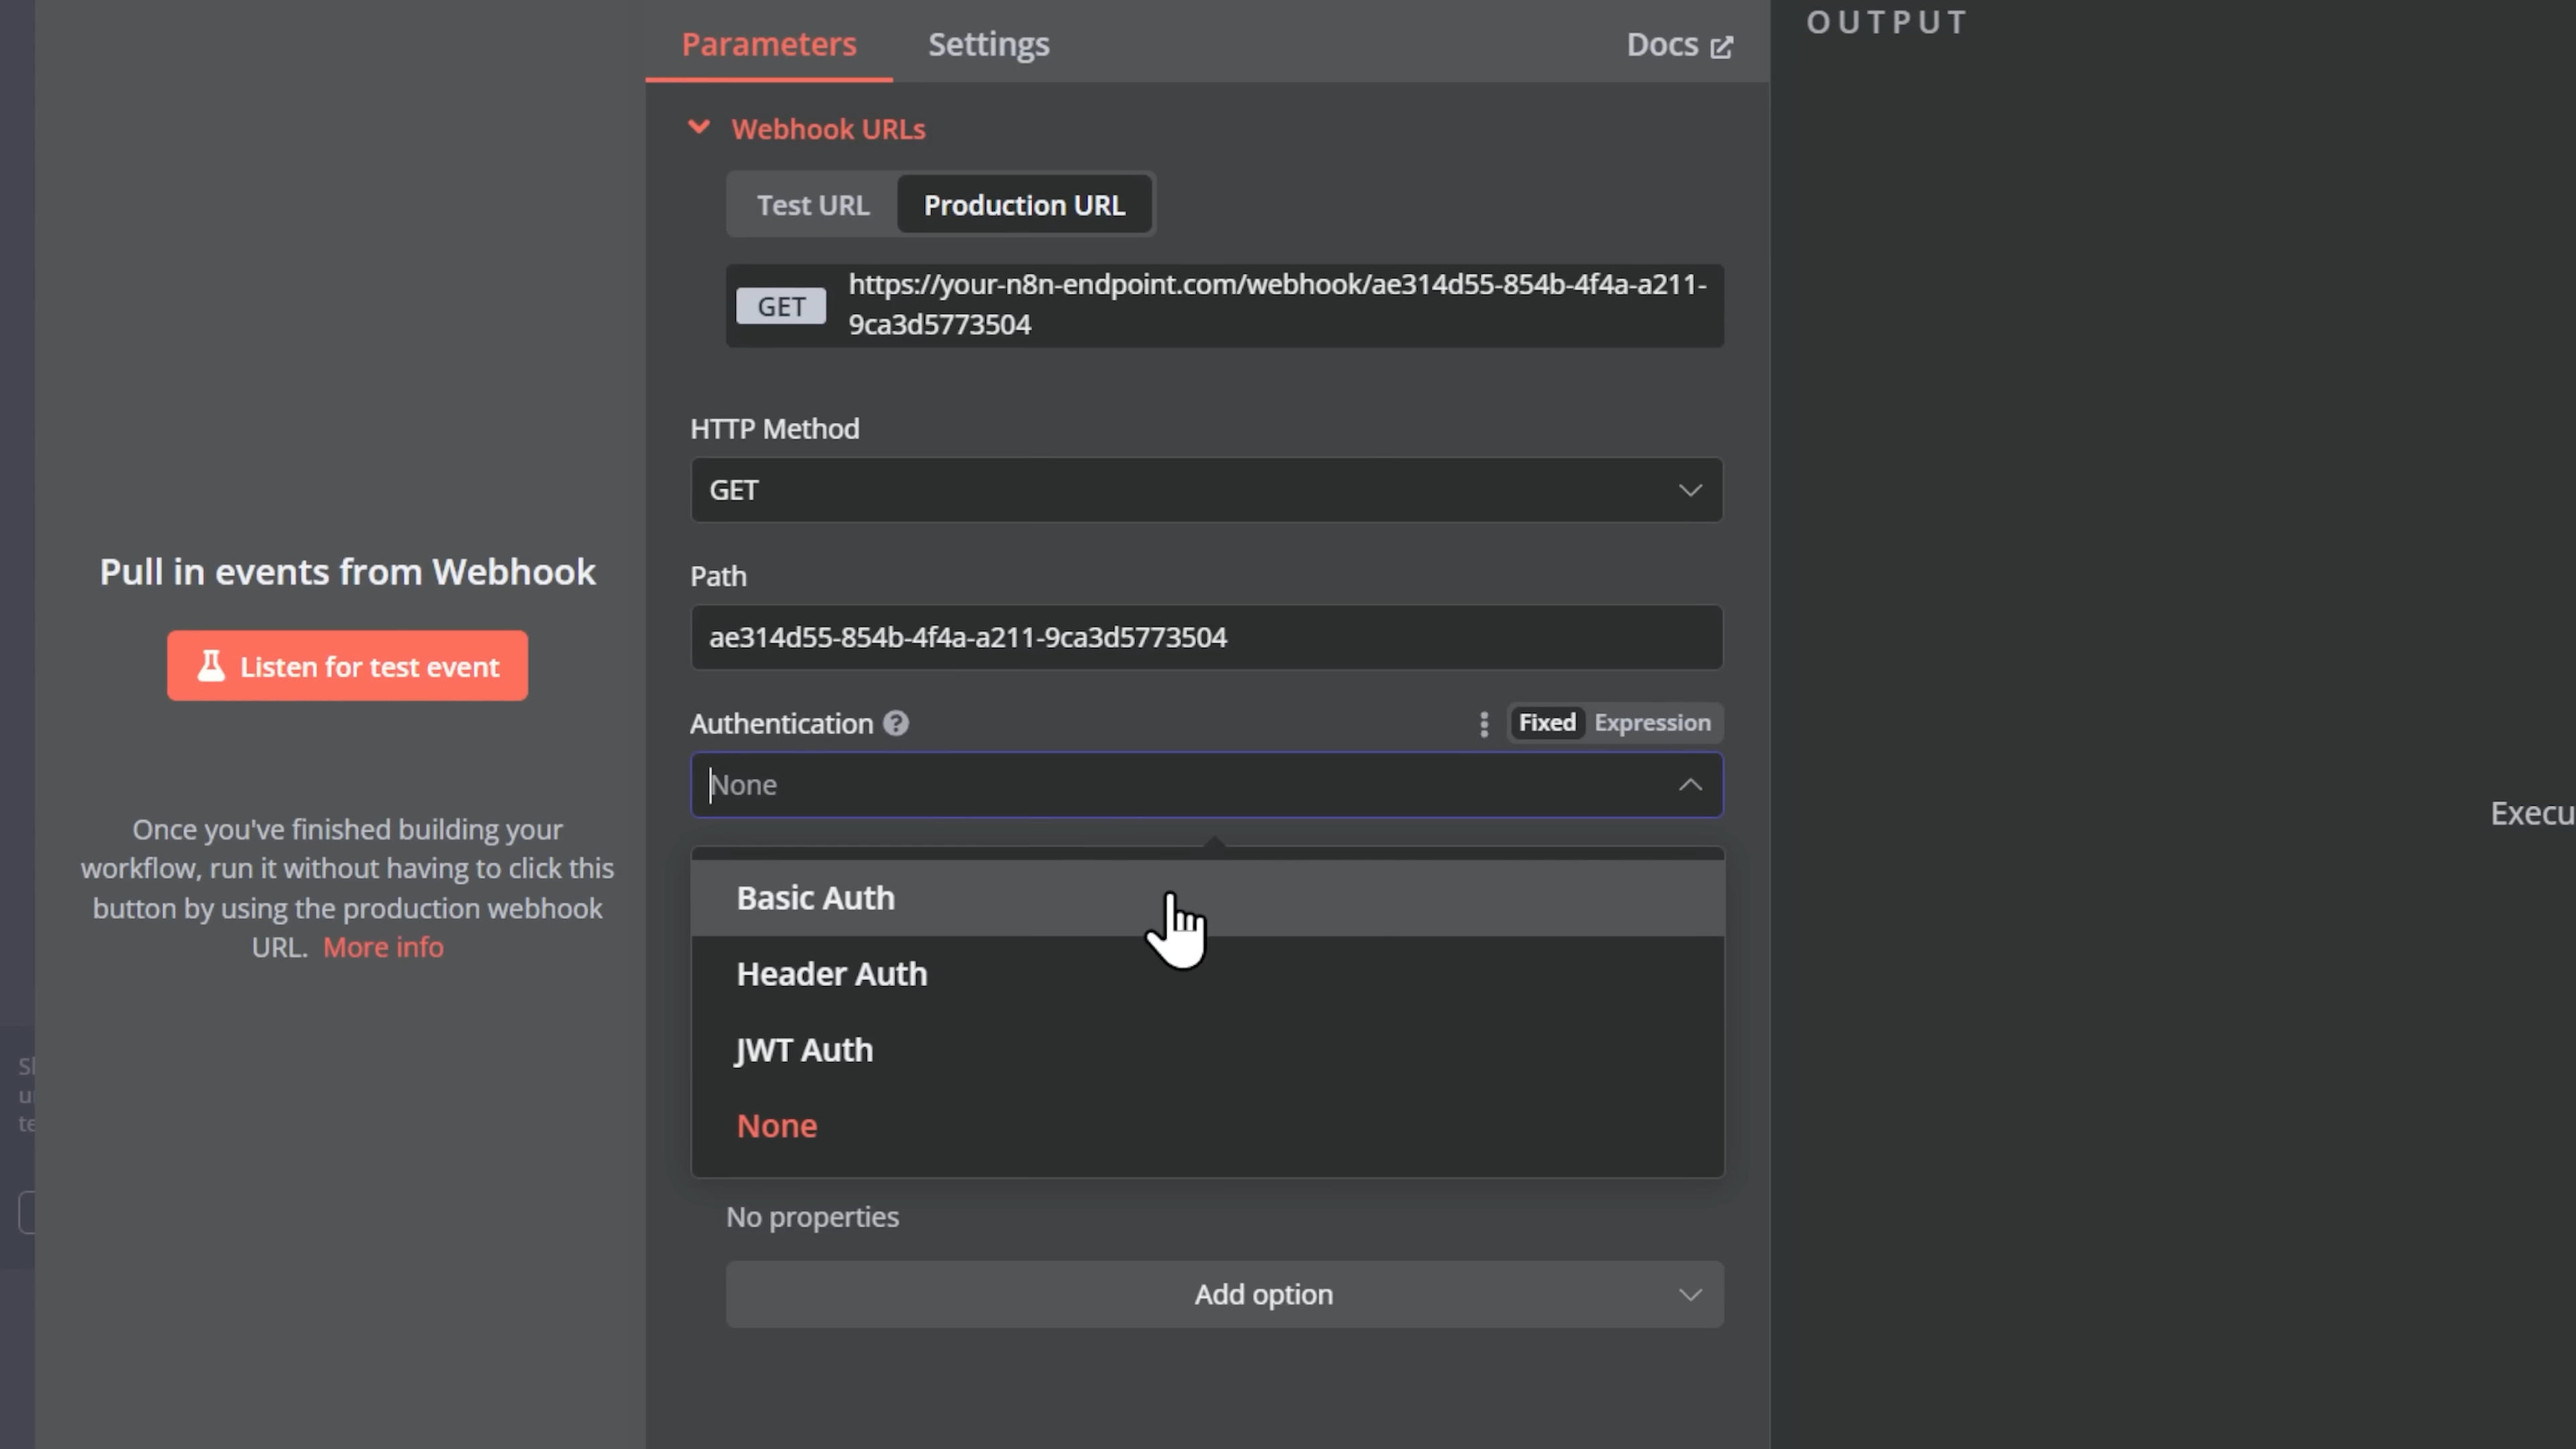 Parameters
Settings
Docs
OUTPUT
Webhook URLs
Test URL
Production URL
GET
https://your-n8n-endpoint.com/webhook/ae314d55-854b-4f4a-a211-
9ca3d5773504
HTTP Method
GET
Path
ae314d55-854b-4f4a-a211-9ca3d5773504
Authentication
Fixed
Expression
None
Basic Auth
Header Auth
JWT Auth
None
No properties
Add option
Pull in events from Webhook
Listen for test event
Once you've finished building your
workflow, run it without having to click this
button by using the production webhook
URL. More info
Execu